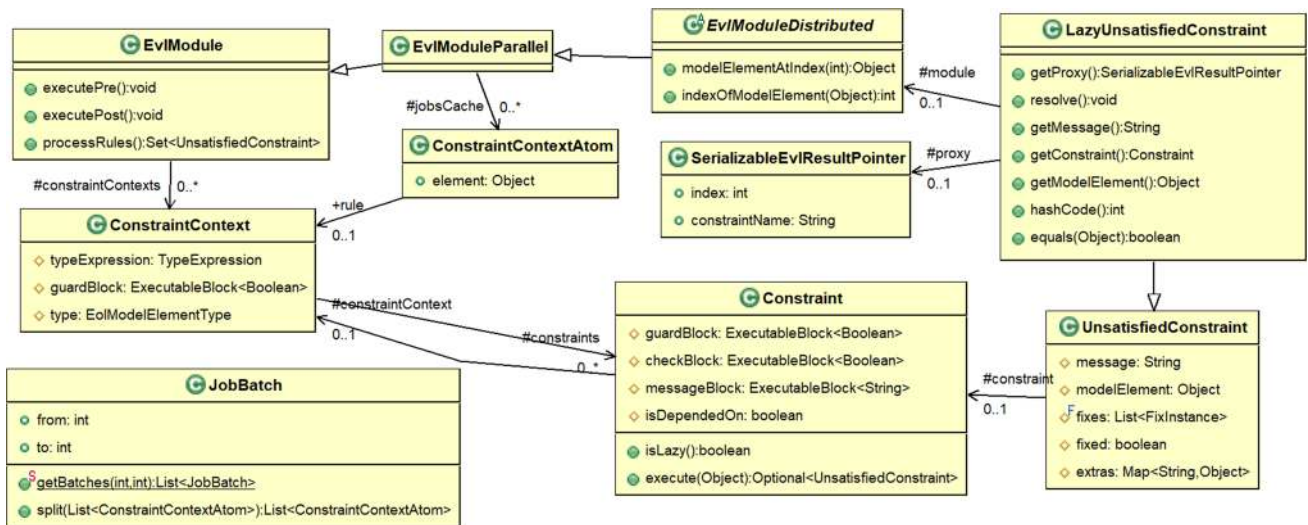 EvlModule
executePre():void
executePost():void
processRules():Set<UnsatisfiedConstraint>
EvlModuleParallel
EvlModuleDistributed
modelElementAtIndex(int):Object
indexOfModelElement(Object):int
LazyUnsatisfiedConstraint
getProxy():SerializableEvlResultPointer
resolve():void
getMessage():String
getConstraint():Constraint
getModelElement():Object
hashCode():int
equals(Object):boolean
#module
0..1
#jobsCache
0..*
ConstraintContextAtom
element: Object
SerializableEvlResultPointer
index: int
constraintName: String
#proxy
0..1
#constraintContexts
0..*
+rule
0..1
ConstraintContext
typeExpression: TypeExpression
guardBlock: ExecutableBlock<Boolean>
type: EolModelElementType
#constraintContext
0..1
#constraints
0..*
Constraint
guardBlock: ExecutableBlock<Boolean>
checkBlock: ExecutableBlock<Boolean>
messageBlock: ExecutableBlock<String>
isDependedOn: boolean
isLazy():boolean
execute(Object):Optional<UnsatisfiedConstraint>
#constraint
0..1
UnsatisfiedConstraint
message: String
modelElement: Object
fixes: List<FixInstance>
fixed: boolean
extras: Map<String,Object>
JobBatch
from: int
to: int
getBatches(int,int):List<JobBatch>
split(List<ConstraintContextAtom>):List<ConstraintContextAtom>